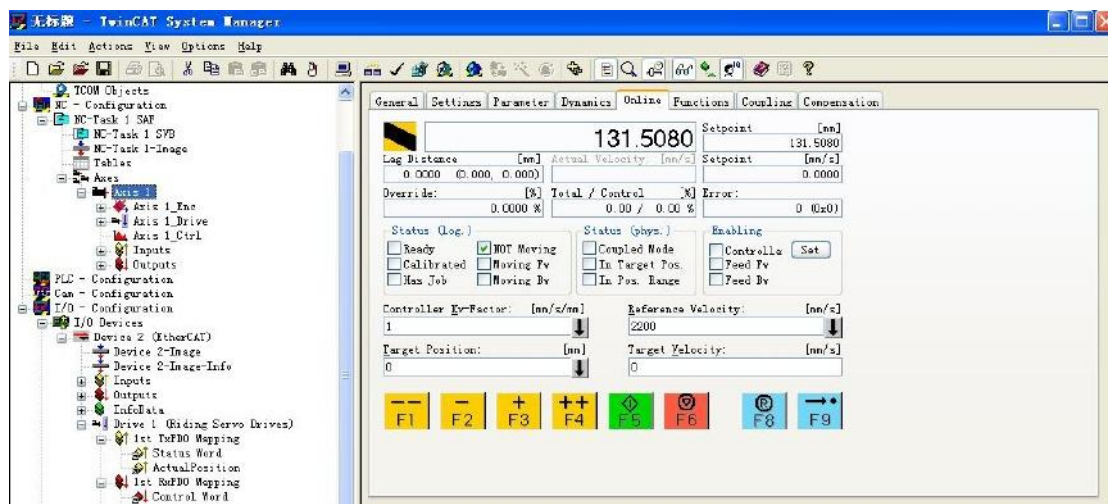 无标题 - TwinCAT System Manager
File Edit Actions View Options Help
TCOM Objects
NC - Configuration
NC-Task 1 SAF
NC-Task 1 SVB
NC-Task 1-Image
Tables
Axes
Axis 1
Axis 1_Enc
Axis 1_Drive
Axis 1_Ctrl
Inputs
Outputs
PLC - Configuration
Cam - Configuration
I/O - Configuration
I/O Devices
Device 2 (EtherCAT)
Device 2-Image
Device 2-Image-Info
Inputs
Outputs
InfoData
Drive 1 (Riding Servo Drives)
1st TxPDO Mapping
Status Word
ActualPosition
1st RxPDO Mapping
Control Word
General Settings Parameter Dynamics Online Functions Coupling Compensation
131.5080
Setpoint [mm]
131.5080
Lag Distance [mm] Actual Velocity: [mm/s] Setpoint [mm/s]
0.0000 (0.000, 0.000) 0.0000
Override: [%] Total / Control [%] Error:
0.0000 % 0.00 / 0.00 % 0 (0x0)
Status (log.) Status (phys.) Enabling
Ready NOT Moving Coupled Mode Controlle Set
Calibrated Moving Fw In Target Pos. Feed Fw
Has Job Moving Bw In Pos. Range Feed Bw
Controller Kv-Factor: [mm/s/mm] Reference Velocity: [mm/s]
1 2200
Target Position: [mm] Target Velocity: [mm/s]
0 0
-- - + ++ R
F1 F2 F3 F4 F5 F6 F8 F9